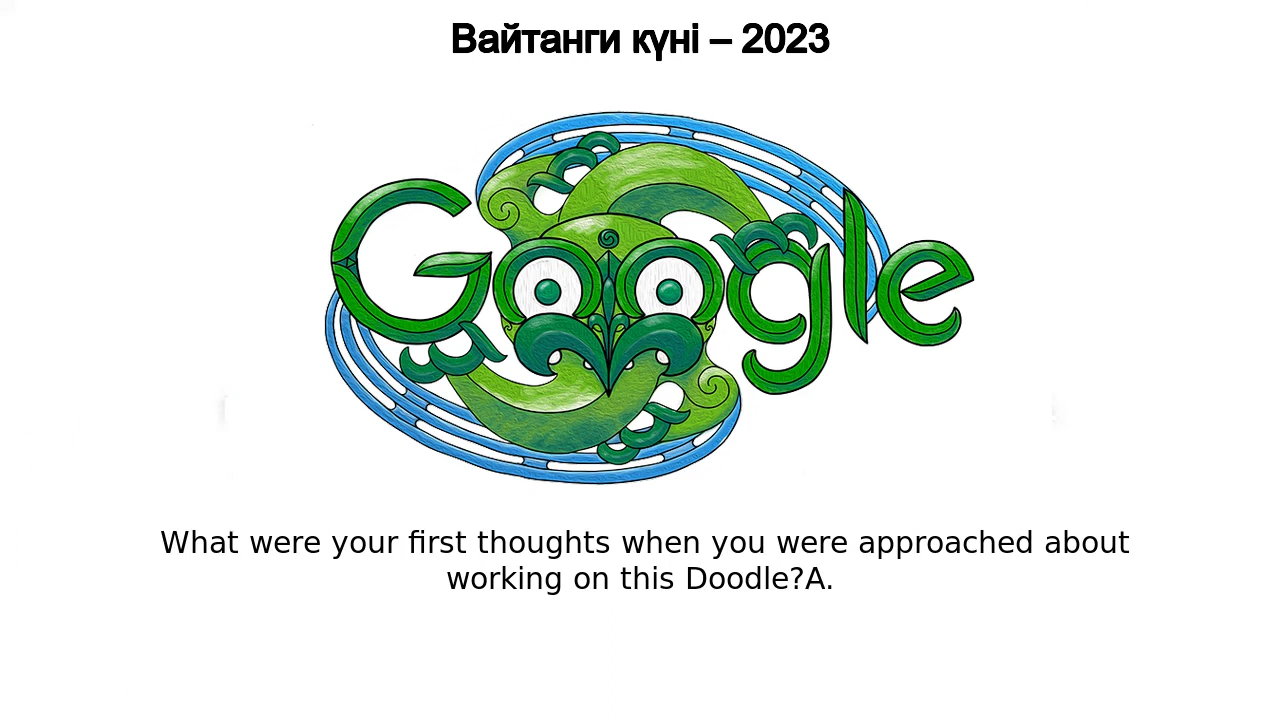 Вайтанги күні – 2023
Google
What were your first thoughts when you were approached about
working on this Doodle?A.